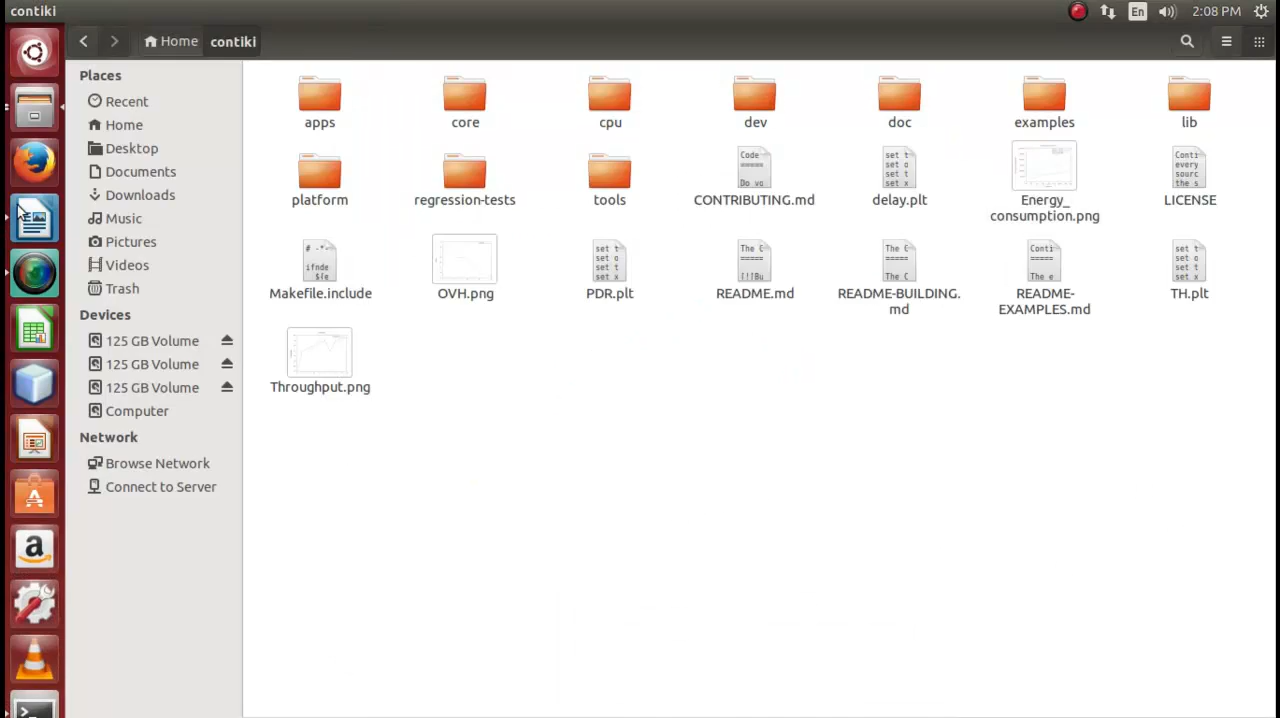 contiki
En
2:08 PM
Home
contiki
Places
Recent
Home
Desktop
Documents
Downloads
Music
Pictures
Videos
Trash
Devices
125 GB Volume
125 GB Volume
125 GB Volume
Computer
Network
Browse Network
Connect to Server
apps
core
cpu
dev
doc
examples
lib
platform
regression-tests
tools
CONTRIBUTING.md
delay.plt
Energy_
consumption.png
LICENSE
Makefile.include
OVH.png
PDR.plt
README.md
README-BUILDING.
md
README-
EXAMPLES.md
TH.plt
Throughput.png